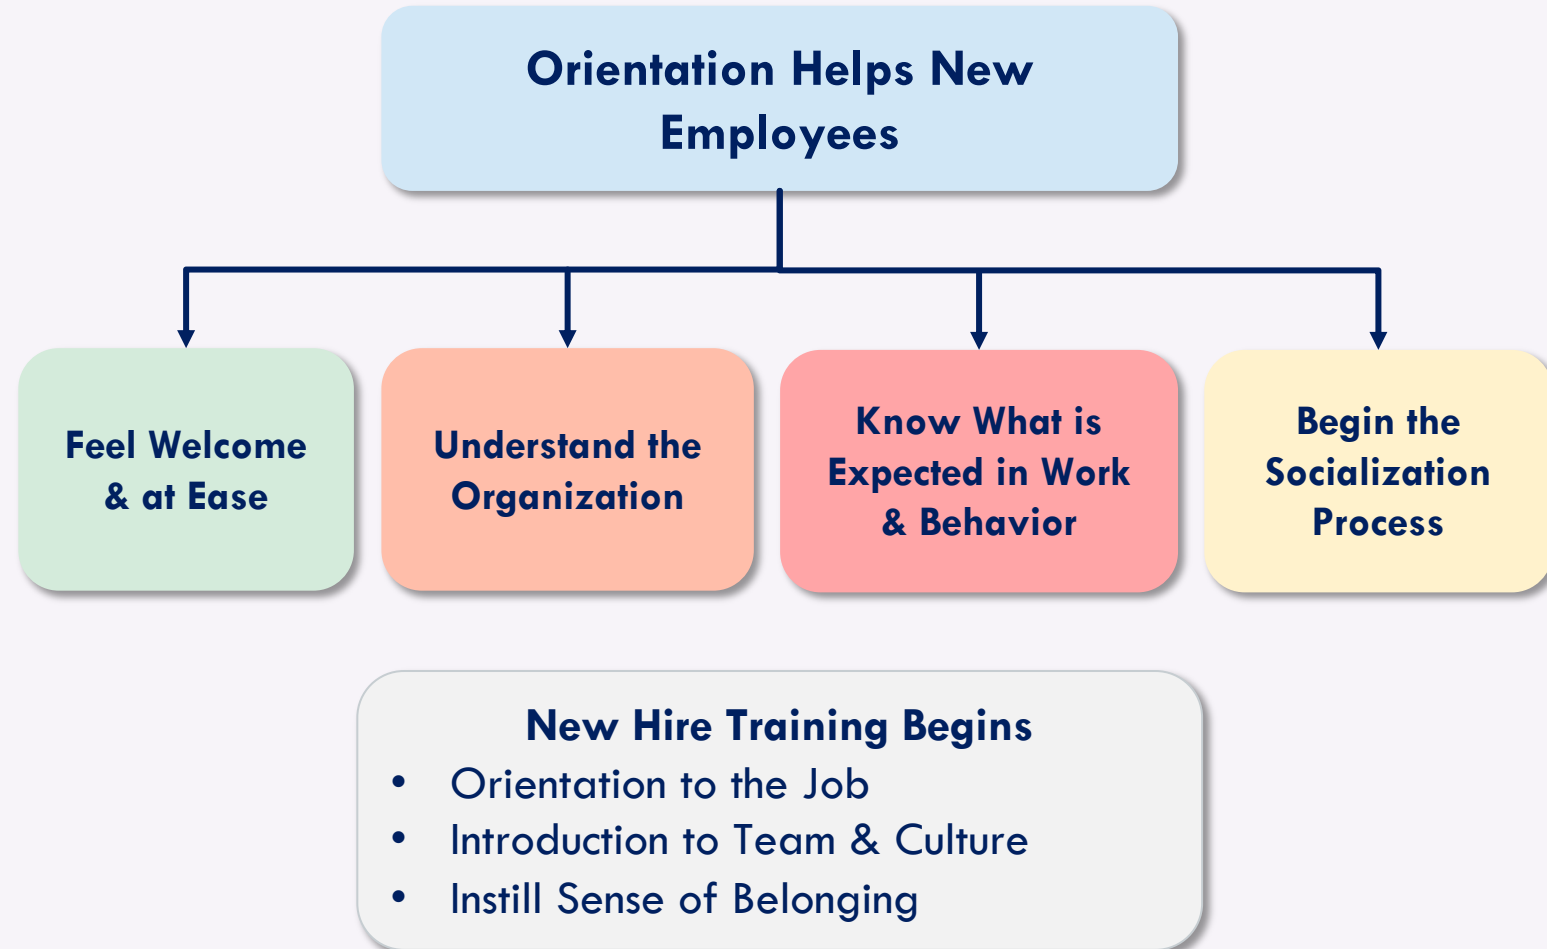 Orientation Helps New
Employees
Feel Welcome
& at Ease
Understand the
Organization
Know What is
Expected in Work
& Behavior
Begin the
Socialization
Process
New Hire Training Begins
• Orientation to the Job
• Introduction to Team & Culture
• Instill Sense of Belonging